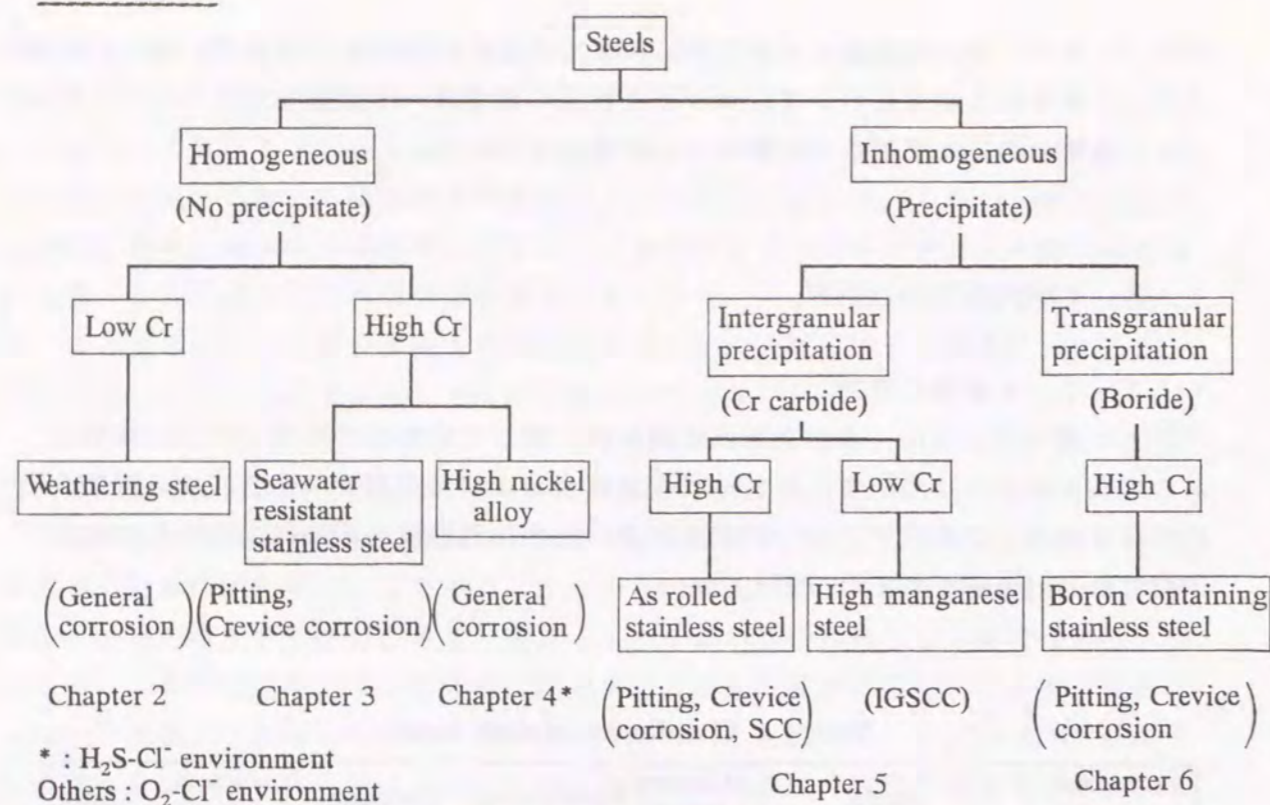 Steels
Homogeneous
(No precipitate)
Inhomogeneous
(Precipitate)
Low Cr
High Cr
Intergranular
precipitation
(Cr carbide)
Transgranular
precipitation
(Boride)
Weathering steel
Seawater
resistant
stainless steel
High nickel
alloy
High Cr
Low Cr
High Cr
(General
corrosion)
(Pitting,
Crevice corrosion)
(General
corrosion)
As rolled
stainless steel
High manganese
steel
Boron containing
stainless steel
Chapter 2
Chapter 3
Chapter 4*
(Pitting, Crevice
corrosion, SCC)
(IGSCC)
(Pitting, Crevice
corrosion)
Chapter 5
Chapter 6
* : H₂S-Cl⁻ environment
Others : O₂-Cl⁻ environment